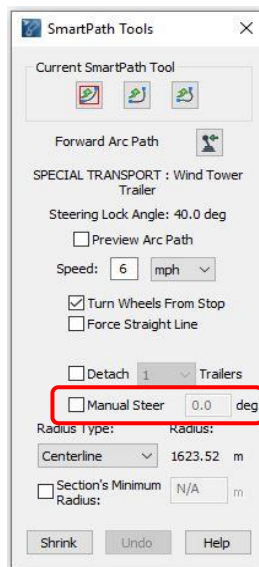 SmartPath Tools
Current SmartPath Tool
Forward Arc Path
SPECIAL TRANSPORT : Wind Tower
Trailer
Steering Lock Angle: 40.0 deg
Preview Arc Path
Speed: 6 mph
Turn Wheels From Stop
Force Straight Line
Detach 1 Trailers
Manual Steer 0.0 deg
Radius Type: Radius:
Centerline 1623.52 m
Section's Minimum
Radius: N/A m
Shrink Undo Help